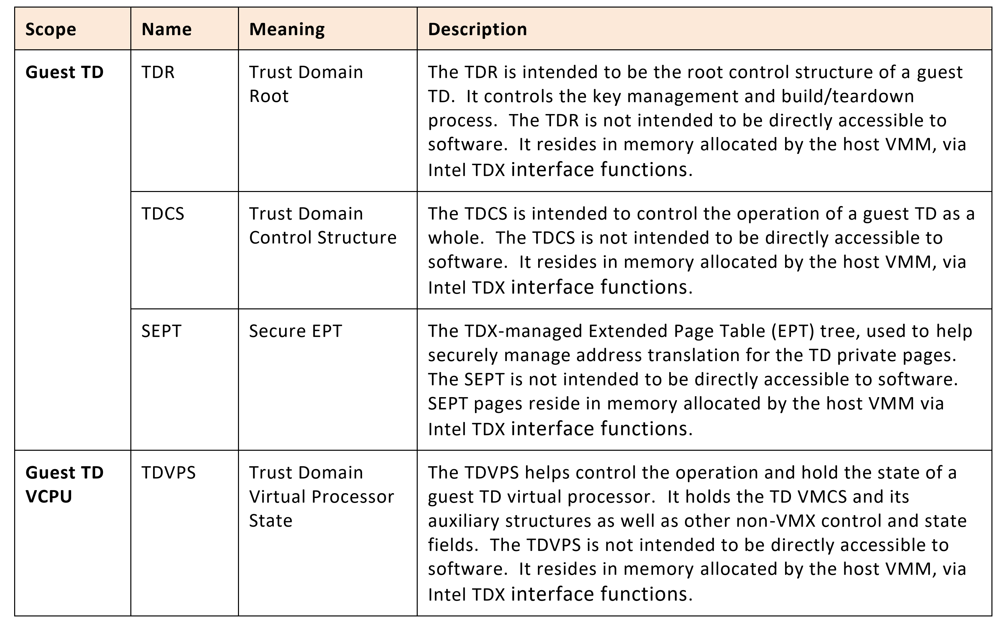 Scope Name Meaning Description
Guest TD TDR Trust Domain Root
The TDR is intended to be the root control structure of a guest
TD.  It controls the key management and build/teardown
process.  The TDR is not intended to be directly accessible to
software.  It resides in memory allocated by the host VMM, via
Intel TDX interface functions.
TDCS
Trust Domain
Control Structure
The TDCS is intended to control the operation of a guest TD as a
whole.  The TDCS is not intended to be directly accessible to
software.  It resides in memory allocated by the host VMM, via
Intel TDX interface functions.
SEPT
Secure EPT
The TDX-managed Extended Page Table (EPT) tree, used to help
securely manage address translation for the TD private pages.
The SEPT is not intended to be directly accessible to software.
SEPT pages reside in memory allocated by the host VMM via
Intel TDX interface functions.
Guest TD
VCPU
TDVPS
Trust Domain
Virtual Processor
State
The TDVPS helps control the operation and hold the state of a
guest TD virtual processor.  It holds the TD VMCS and its
auxiliary structures as well as other non-VMX control and state
fields.  The TDVPS is not intended to be directly accessible to
software.  It resides in memory allocated by the host VMM, via
Intel TDX interface functions.